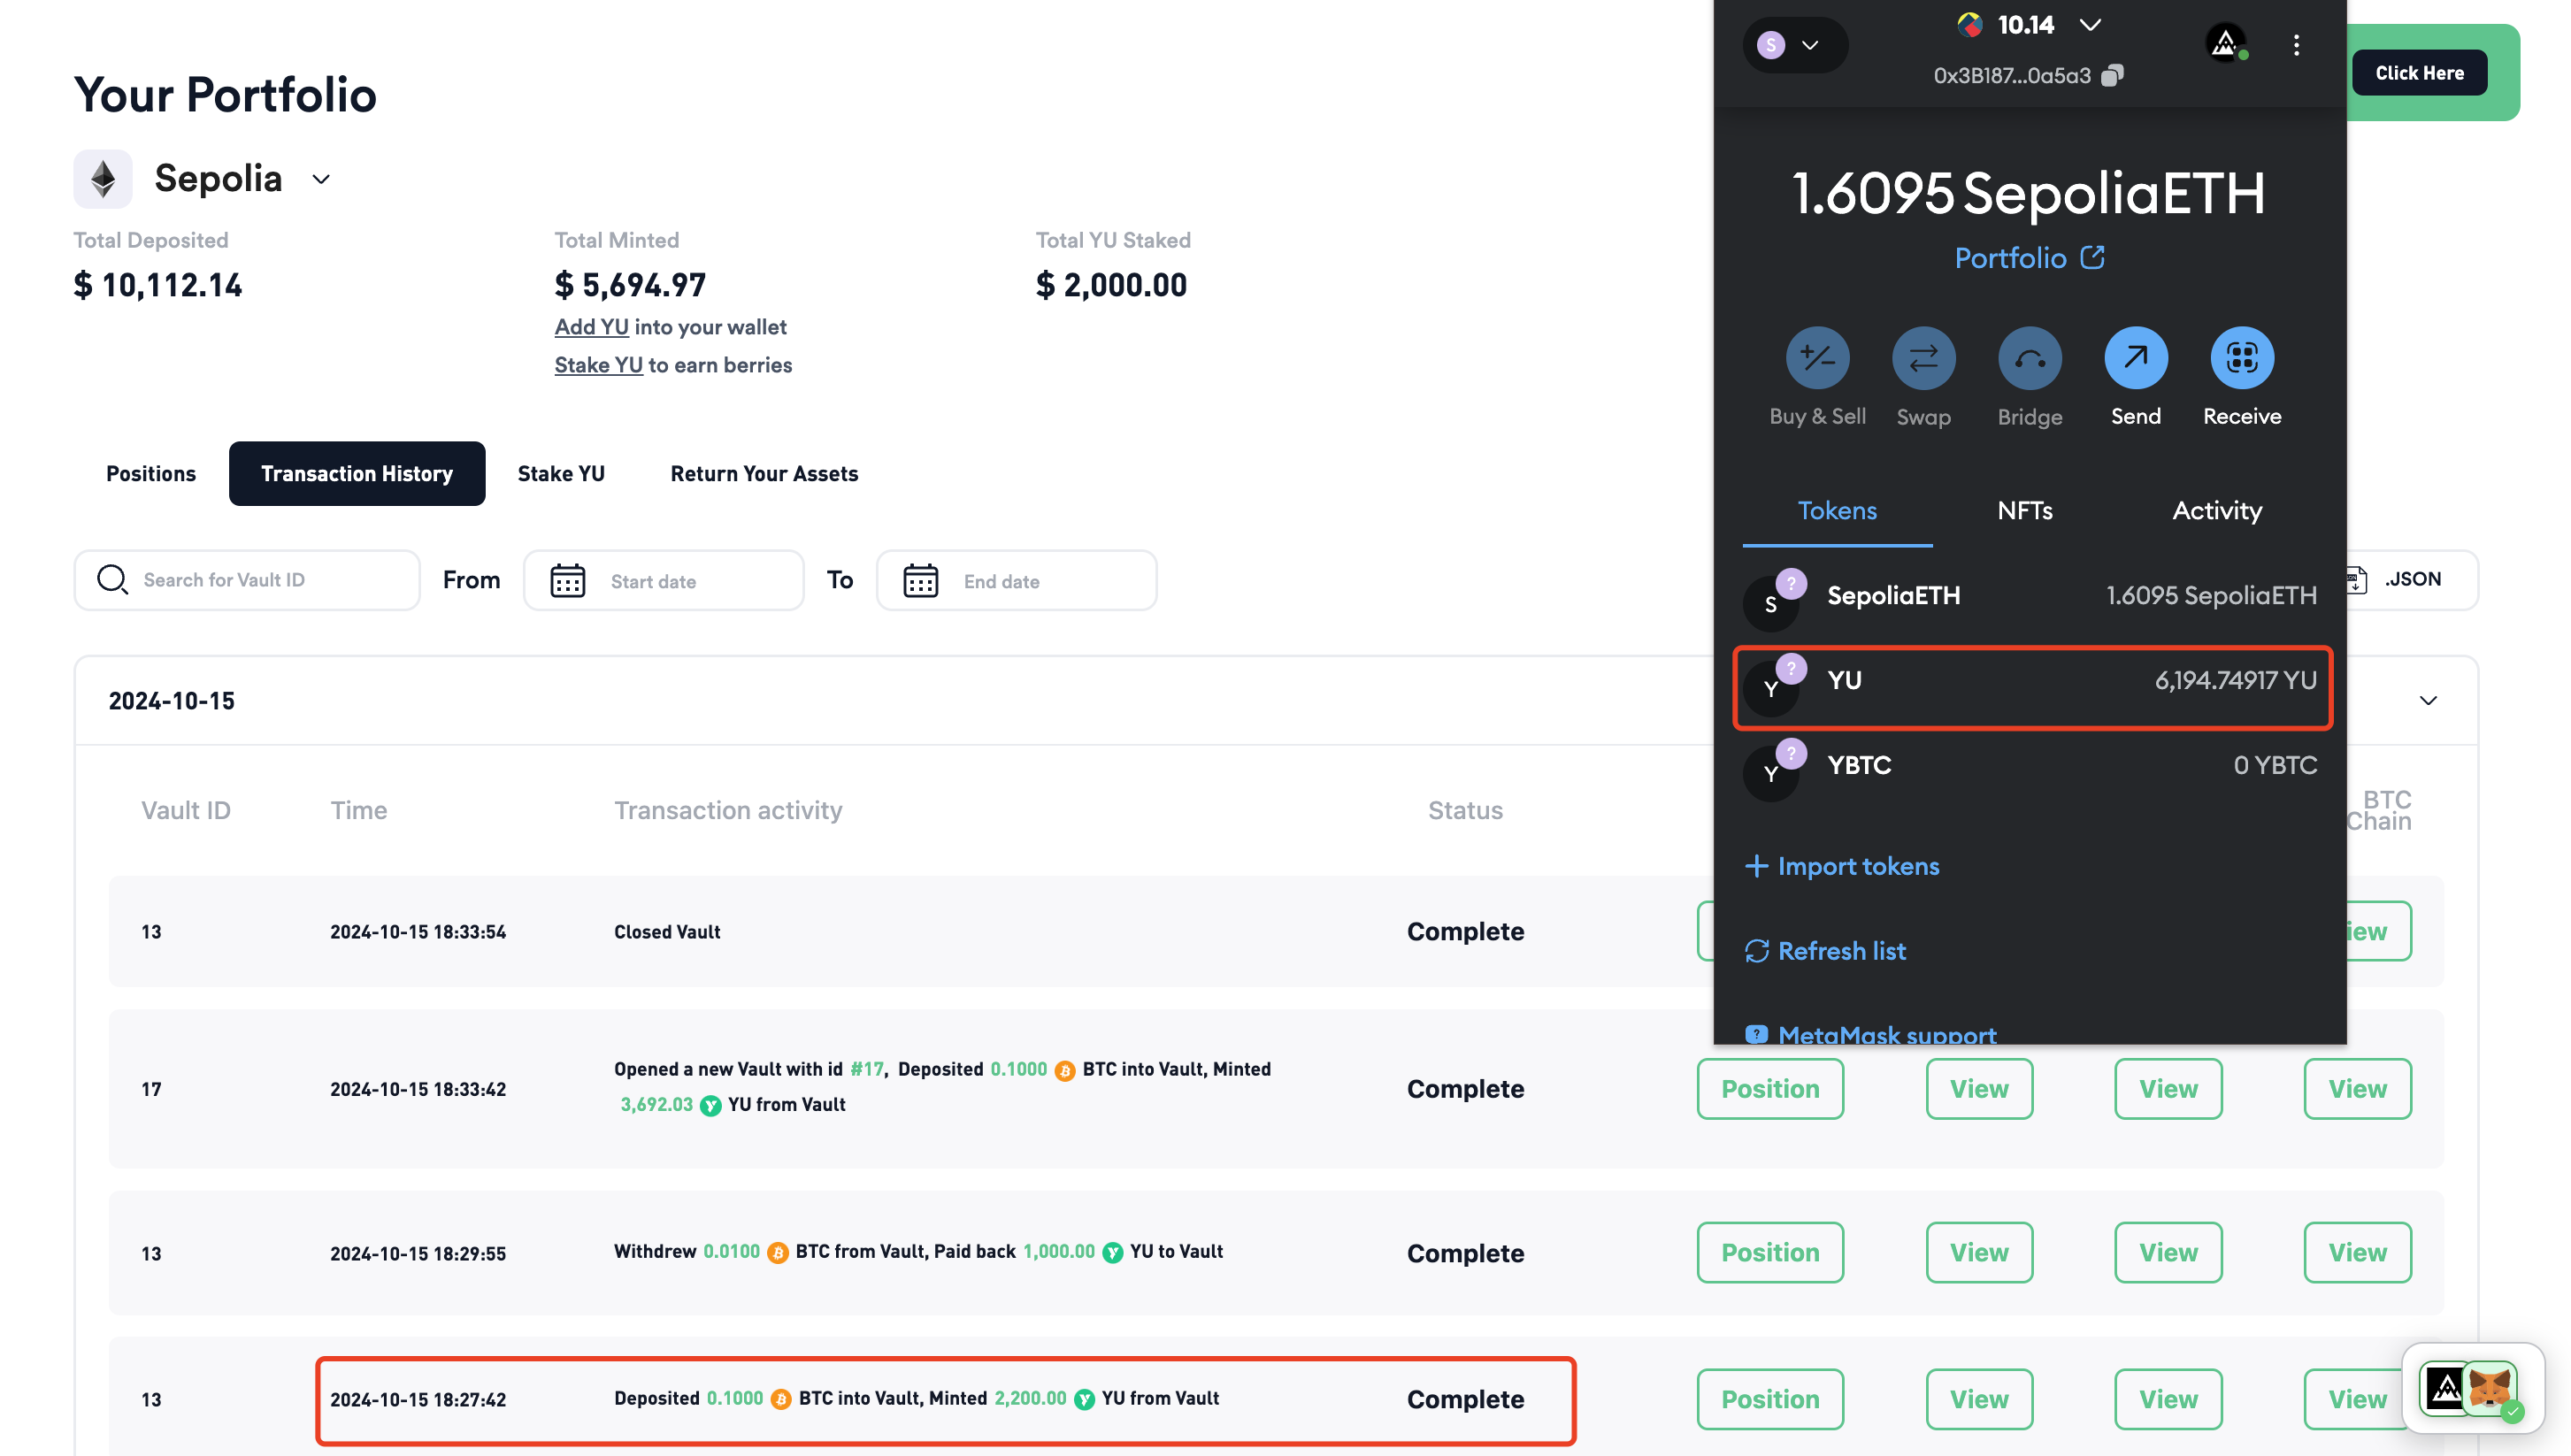 Your Portfolio
Sepolia
Total Deposited
$ 10,112.14
Total Minted
$ 5,694.97
Add YU into your wallet
Stake YU to earn berries
Total YU Staked
$ 2,000.00
Positions
Transaction History
Stake YU
Return Your Assets
Search for Vault ID
From
Start date
To
End date
.JSON
Click Here
S
10.14
0x3B187...0a5a3
1.6095 SepoliaETH
Portfolio
Buy & Sell
Swap
Bridge
Send
Receive
Tokens
NFTs
Activity
S
?
SepoliaETH
1.6095 SepoliaETH
Y
?
YU
6,194.74917 YU
Y
?
YBTC
0 YBTC
+ Import tokens
Refresh list
MetaMask support
2024-10-15
Vault ID
Time
Transaction activity
Status
BTC
Chain
13
2024-10-15 18:33:54
Closed Vault
Complete
iew
17
2024-10-15 18:33:42
Opened a new Vault with id #17, Deposited 0.1000 BTC into Vault, Minted
3,692.03 YU from Vault
Complete
Position
View
View
View
13
2024-10-15 18:29:55
Withdrew 0.0100 BTC from Vault, Paid back 1,000.00 YU to Vault
Complete
Position
View
View
View
13
2024-10-15 18:27:42
Deposited 0.1000 BTC into Vault, Minted 2,200.00 YU from Vault
Complete
Position
View
View
View